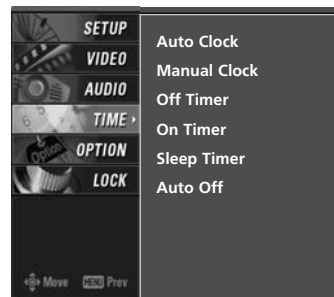 SETUP
VIDEO
AUDIO
TIME
OPTION
LOCK
Move MENU Prev
Auto Clock
Manual Clock
Off Timer
On Timer
Sleep Timer
Auto Off